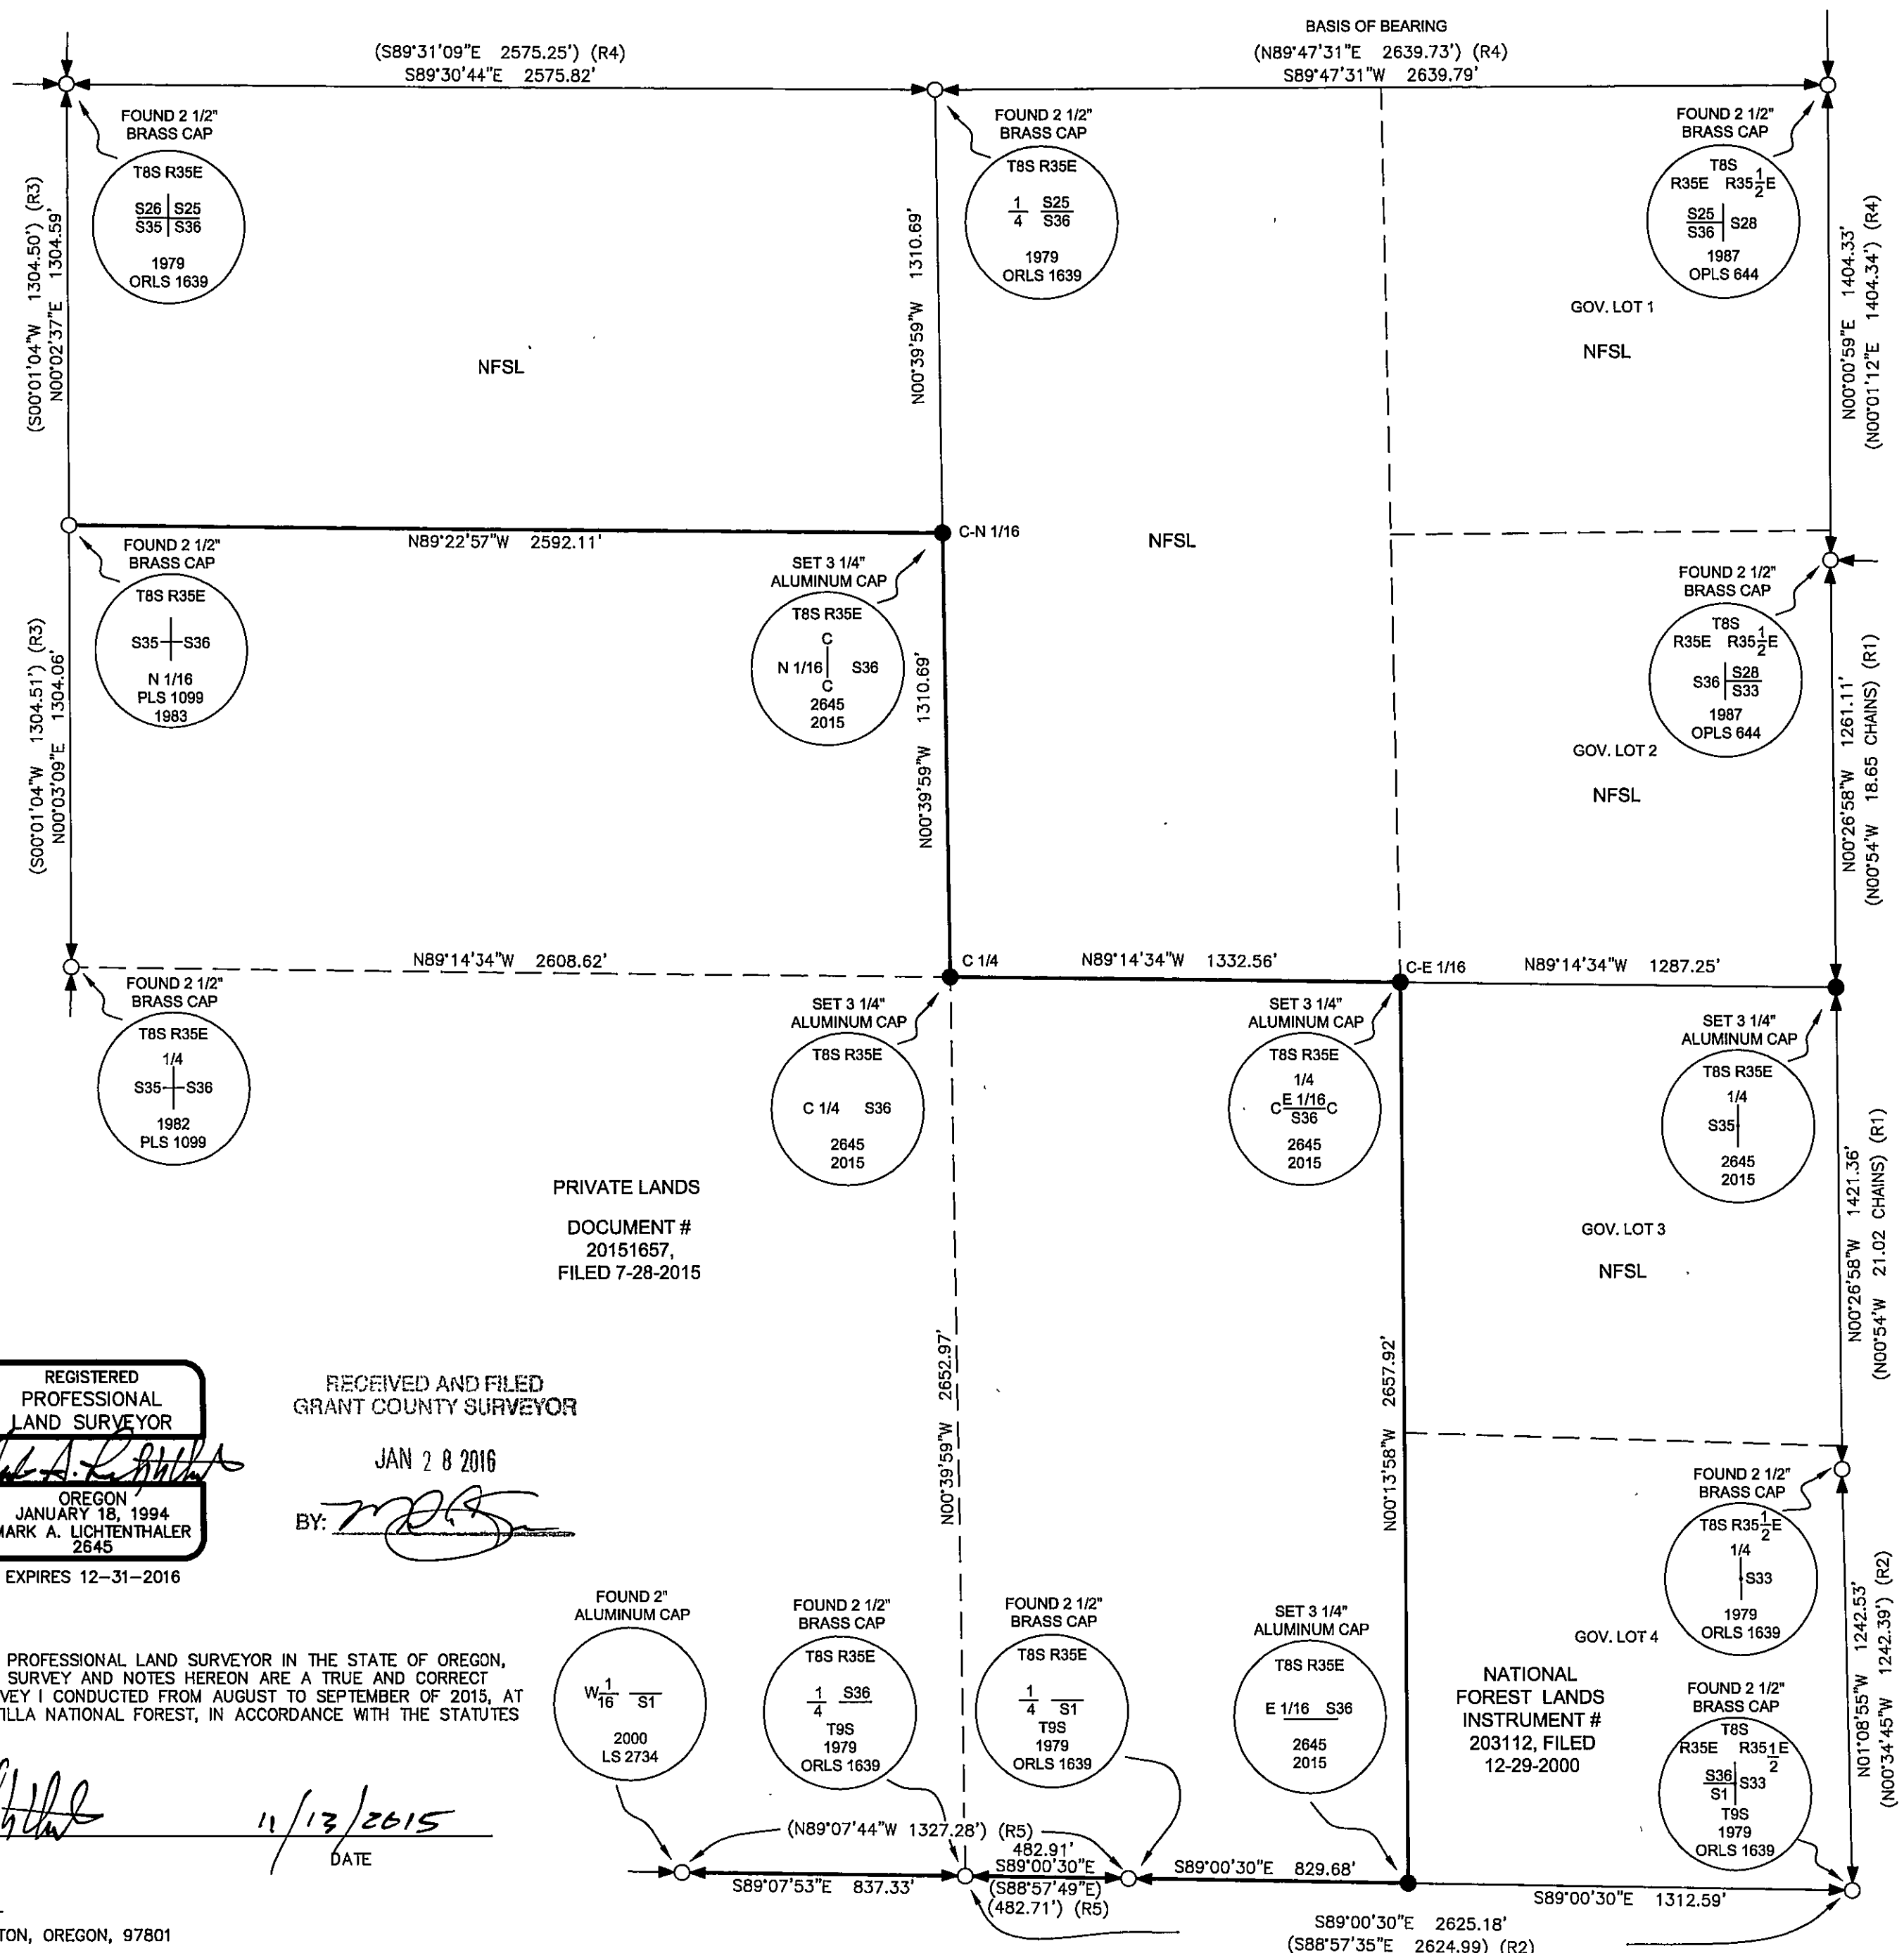 BASIS OF BEARING
(S89°31'09"E 2575.25') (R4)
S89°30'44"E 2575.82'
(N89°47'31"E 2639.73') (R4)
S89°47'31"W 2639.79'
FOUND 2 1/2"
BRASS CAP
T8S R35E
S26 S25
S35 S36
1979
ORLS 1639
FOUND 2 1/2"
BRASS CAP
T8S R35E
1/4 S25
S36
1979
ORLS 1639
FOUND 2 1/2"
BRASS CAP
T8S
R35E R35 1/2 E
S25
S36 S28
1987
OPLS 644
(S00°01'04"W 1304.50') (R3)
N00°02'37"E 1304.59'
N00°39'59"W 1310.69'
N00°00'59"E 1404.33'
(N00°01'12"E 1404.34') (R4)
GOV. LOT 1
NFSL
NFSL
N89°22'57"W 2592.11'
C-N 1/16
NFSL
FOUND 2 1/2"
BRASS CAP
T8S R35E
S35 S36
N 1/16
PLS 1099
1983
SET 3 1/4"
ALUMINUM CAP
T8S R35E
C
N 1/16 S36
C
2645
2015
FOUND 2 1/2"
BRASS CAP
T8S
R35E R35 1/2 E
S36 S28
S33
1987
OPLS 644
(S00°01'04"W 1304.51') (R3)
N00°03'09"E 1304.06'
N00°39'59"W 1310.69'
N00°26'58"W 1261.11'
(N00°54'W 18.65 CHAINS) (R1)
GOV. LOT 2
NFSL
N89°14'34"W 2608.62'
C 1/4
N89°14'34"W 1332.56'
C-E 1/16
N89°14'34"W 1287.25'
FOUND 2 1/2"
BRASS CAP
T8S R35E
1/4
S35 S36
1982
PLS 1099
SET 3 1/4"
ALUMINUM CAP
T8S R35E
C 1/4 S36
2645
2015
SET 3 1/4"
ALUMINUM CAP
T8S R35E
1/4
C E 1/16 C
S36
2645
2015
SET 3 1/4"
ALUMINUM CAP
T8S R35E
1/4
S35
2645
2015
PRIVATE LANDS
DOCUMENT #
20151657,
FILED 7-28-2015
GOV. LOT 3
NFSL
N00°26'58"W 1421.36'
(N00°54'W 21.02 CHAINS) (R1)
N00°39'59"W 2652.97'
N00°13'58"W 2657.92'
REGISTERED
PROFESSIONAL
LAND SURVEYOR
OREGON
JANUARY 18, 1994
MARK A. LICHTENTHALER
2645
EXPIRES 12-31-2016
RECEIVED AND FILED
GRANT COUNTY SURVEYOR
JAN 28 2016
BY:
PROFESSIONAL LAND SURVEYOR IN THE STATE OF OREGON,
SURVEY AND NOTES HEREON ARE A TRUE AND CORRECT
VEY I CONDUCTED FROM AUGUST TO SEPTEMBER OF 2015, AT
ILLA NATIONAL FOREST, IN ACCORDANCE WITH THE STATUTES
11/13/2015
DATE
TON, OREGON, 97801
FOUND 2"
ALUMINUM CAP
W 1/16 S1
2000
LS 2734
FOUND 2 1/2"
BRASS CAP
T8S R35E
1/4 S36
T9S
1979
ORLS 1639
FOUND 2 1/2"
BRASS CAP
T8S R35E
1/4 S1
T9S
1979
ORLS 1639
SET 3 1/4"
ALUMINUM CAP
T8S R35E
E 1/16 S36
2645
2015
FOUND 2 1/2"
BRASS CAP
T8S R35 1/2 E
1/4
S33
1979
ORLS 1639
GOV. LOT 4
NATIONAL
FOREST LANDS
INSTRUMENT #
203112, FILED
12-29-2000
FOUND 2 1/2"
BRASS CAP
T8S
R35E R35 1/2 E
S36
S1 S33
T9S
1979
ORLS 1639
N01°08'55"W 1242.53'
(N00°34'45"W 1242.39') (R2)
(N89°07'44"W 1327.28') (R5)
S89°07'53"E 837.33'
482.91'
S89°00'30"E
(S88°57'49"E)
(482.71') (R5)
S89°00'30"E 829.68'
S89°00'30"E 1312.59'
S89°00'30"E 2625.18'
(S88°57'35"E 2624.99) (R2)